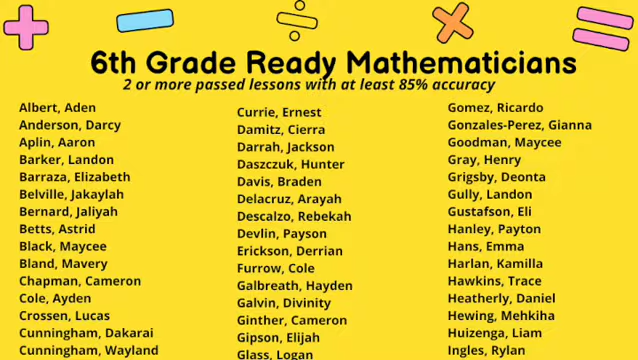 6th Grade Ready Mathematicians
2 or more passed lessons with at least 85% accuracy
Albert, Aden
Anderson, Darcy
Aplin, Aaron
Barker, Landon
Barraza, Elizabeth
Belville, Jakaylah
Bernard, Jaliyah
Betts, Astrid
Black, Maycee
Bland, Mavery
Chapman, Cameron
Cole, Ayden
Crossen, Lucas
Cunningham, Dakarai
Cunningham, Wayland
Currie, Ernest
Damitz, Cierra
Darrah, Jackson
Daszczuk, Hunter
Davis, Braden
Delacruz, Arayah
Descalzo, Rebekah
Devlin, Payson
Erickson, Derrian
Furrow, Cole
Galbreath, Hayden
Galvin, Divinity
Ginther, Cameron
Gipson, Elijah
Glass, Logan
Gomez, Ricardo
Gonzales-Perez, Gianna
Goodman, Maycee
Gray, Henry
Grigsby, Deonta
Gully, Landon
Gustafson, Eli
Hanley, Payton
Hans, Emma
Harlan, Kamilla
Hawkins, Trace
Heatherly, Daniel
Hewing, Mehkiha
Huizenga, Liam
Ingles, Rylan